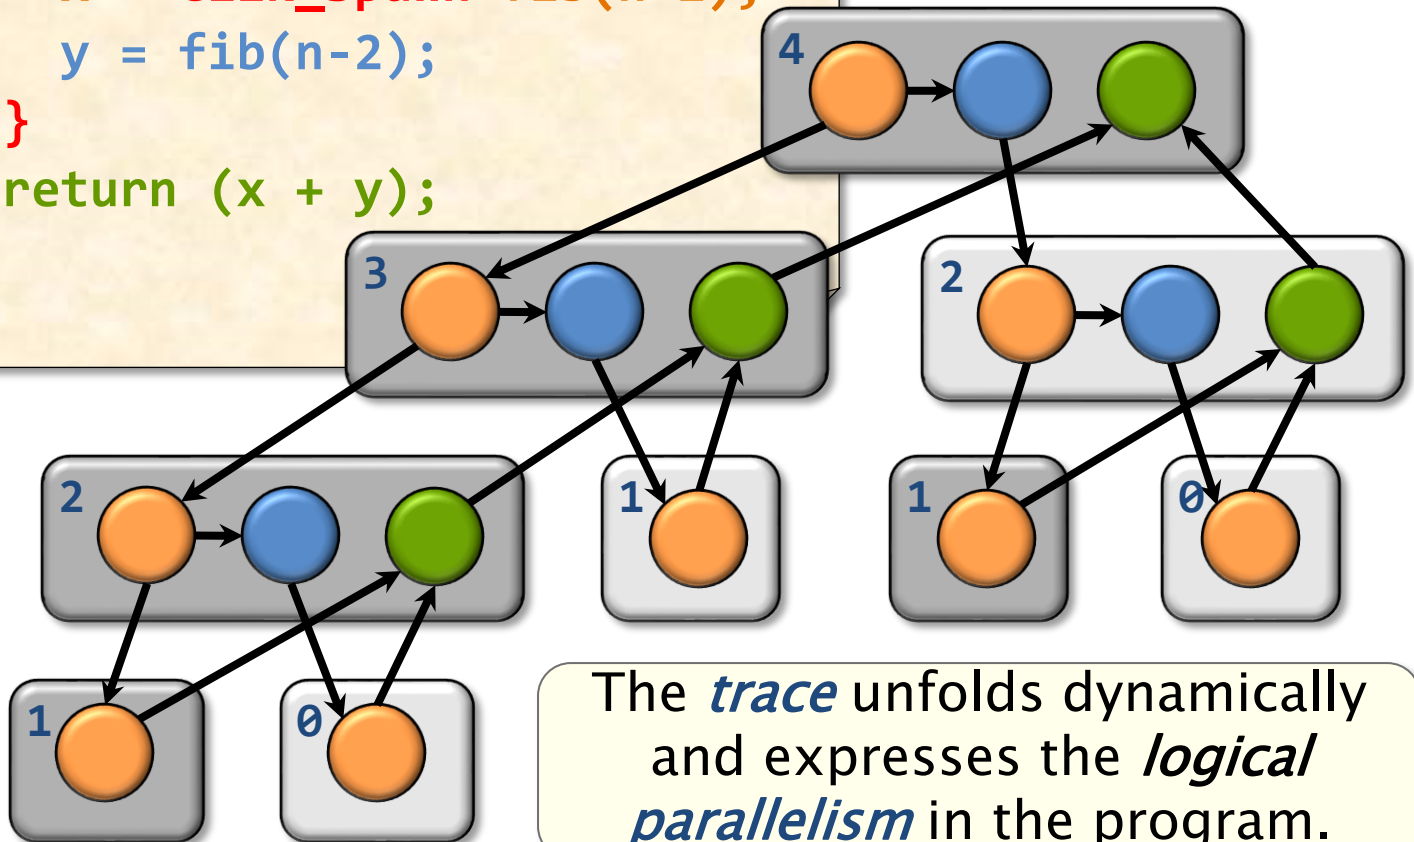 y = fib(n-2);
}
return (x + y);
4
3
2
2
1
1
0
1
0
The trace unfolds dynamically
and expresses the logical
parallelism in the program.